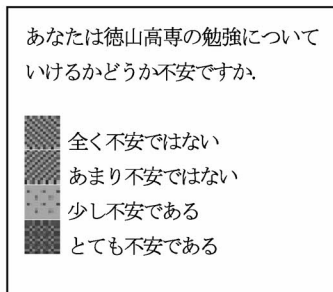 あなたは徳山高専の勉強について
いけるかどうか不安ですか.
全く不安ではない
あまり不安ではない
少し不安である
とても不安である